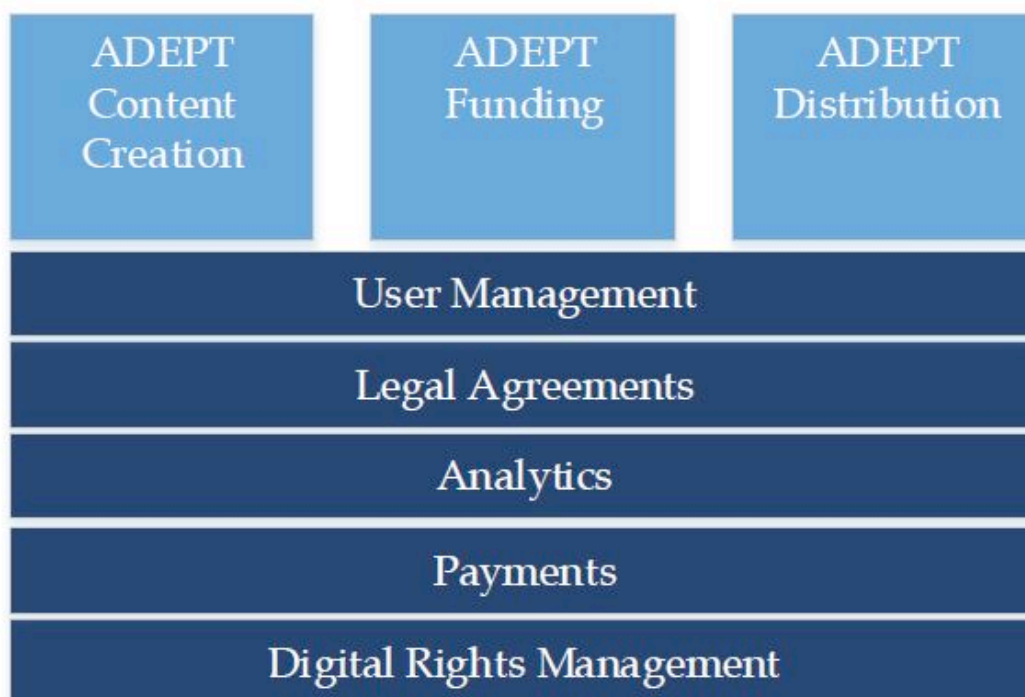 ADEPT
Content
Creation
ADEPT
Funding
ADEPT
Distribution
User Management
Legal Agreements
Analytics
Payments
Digital Rights Management